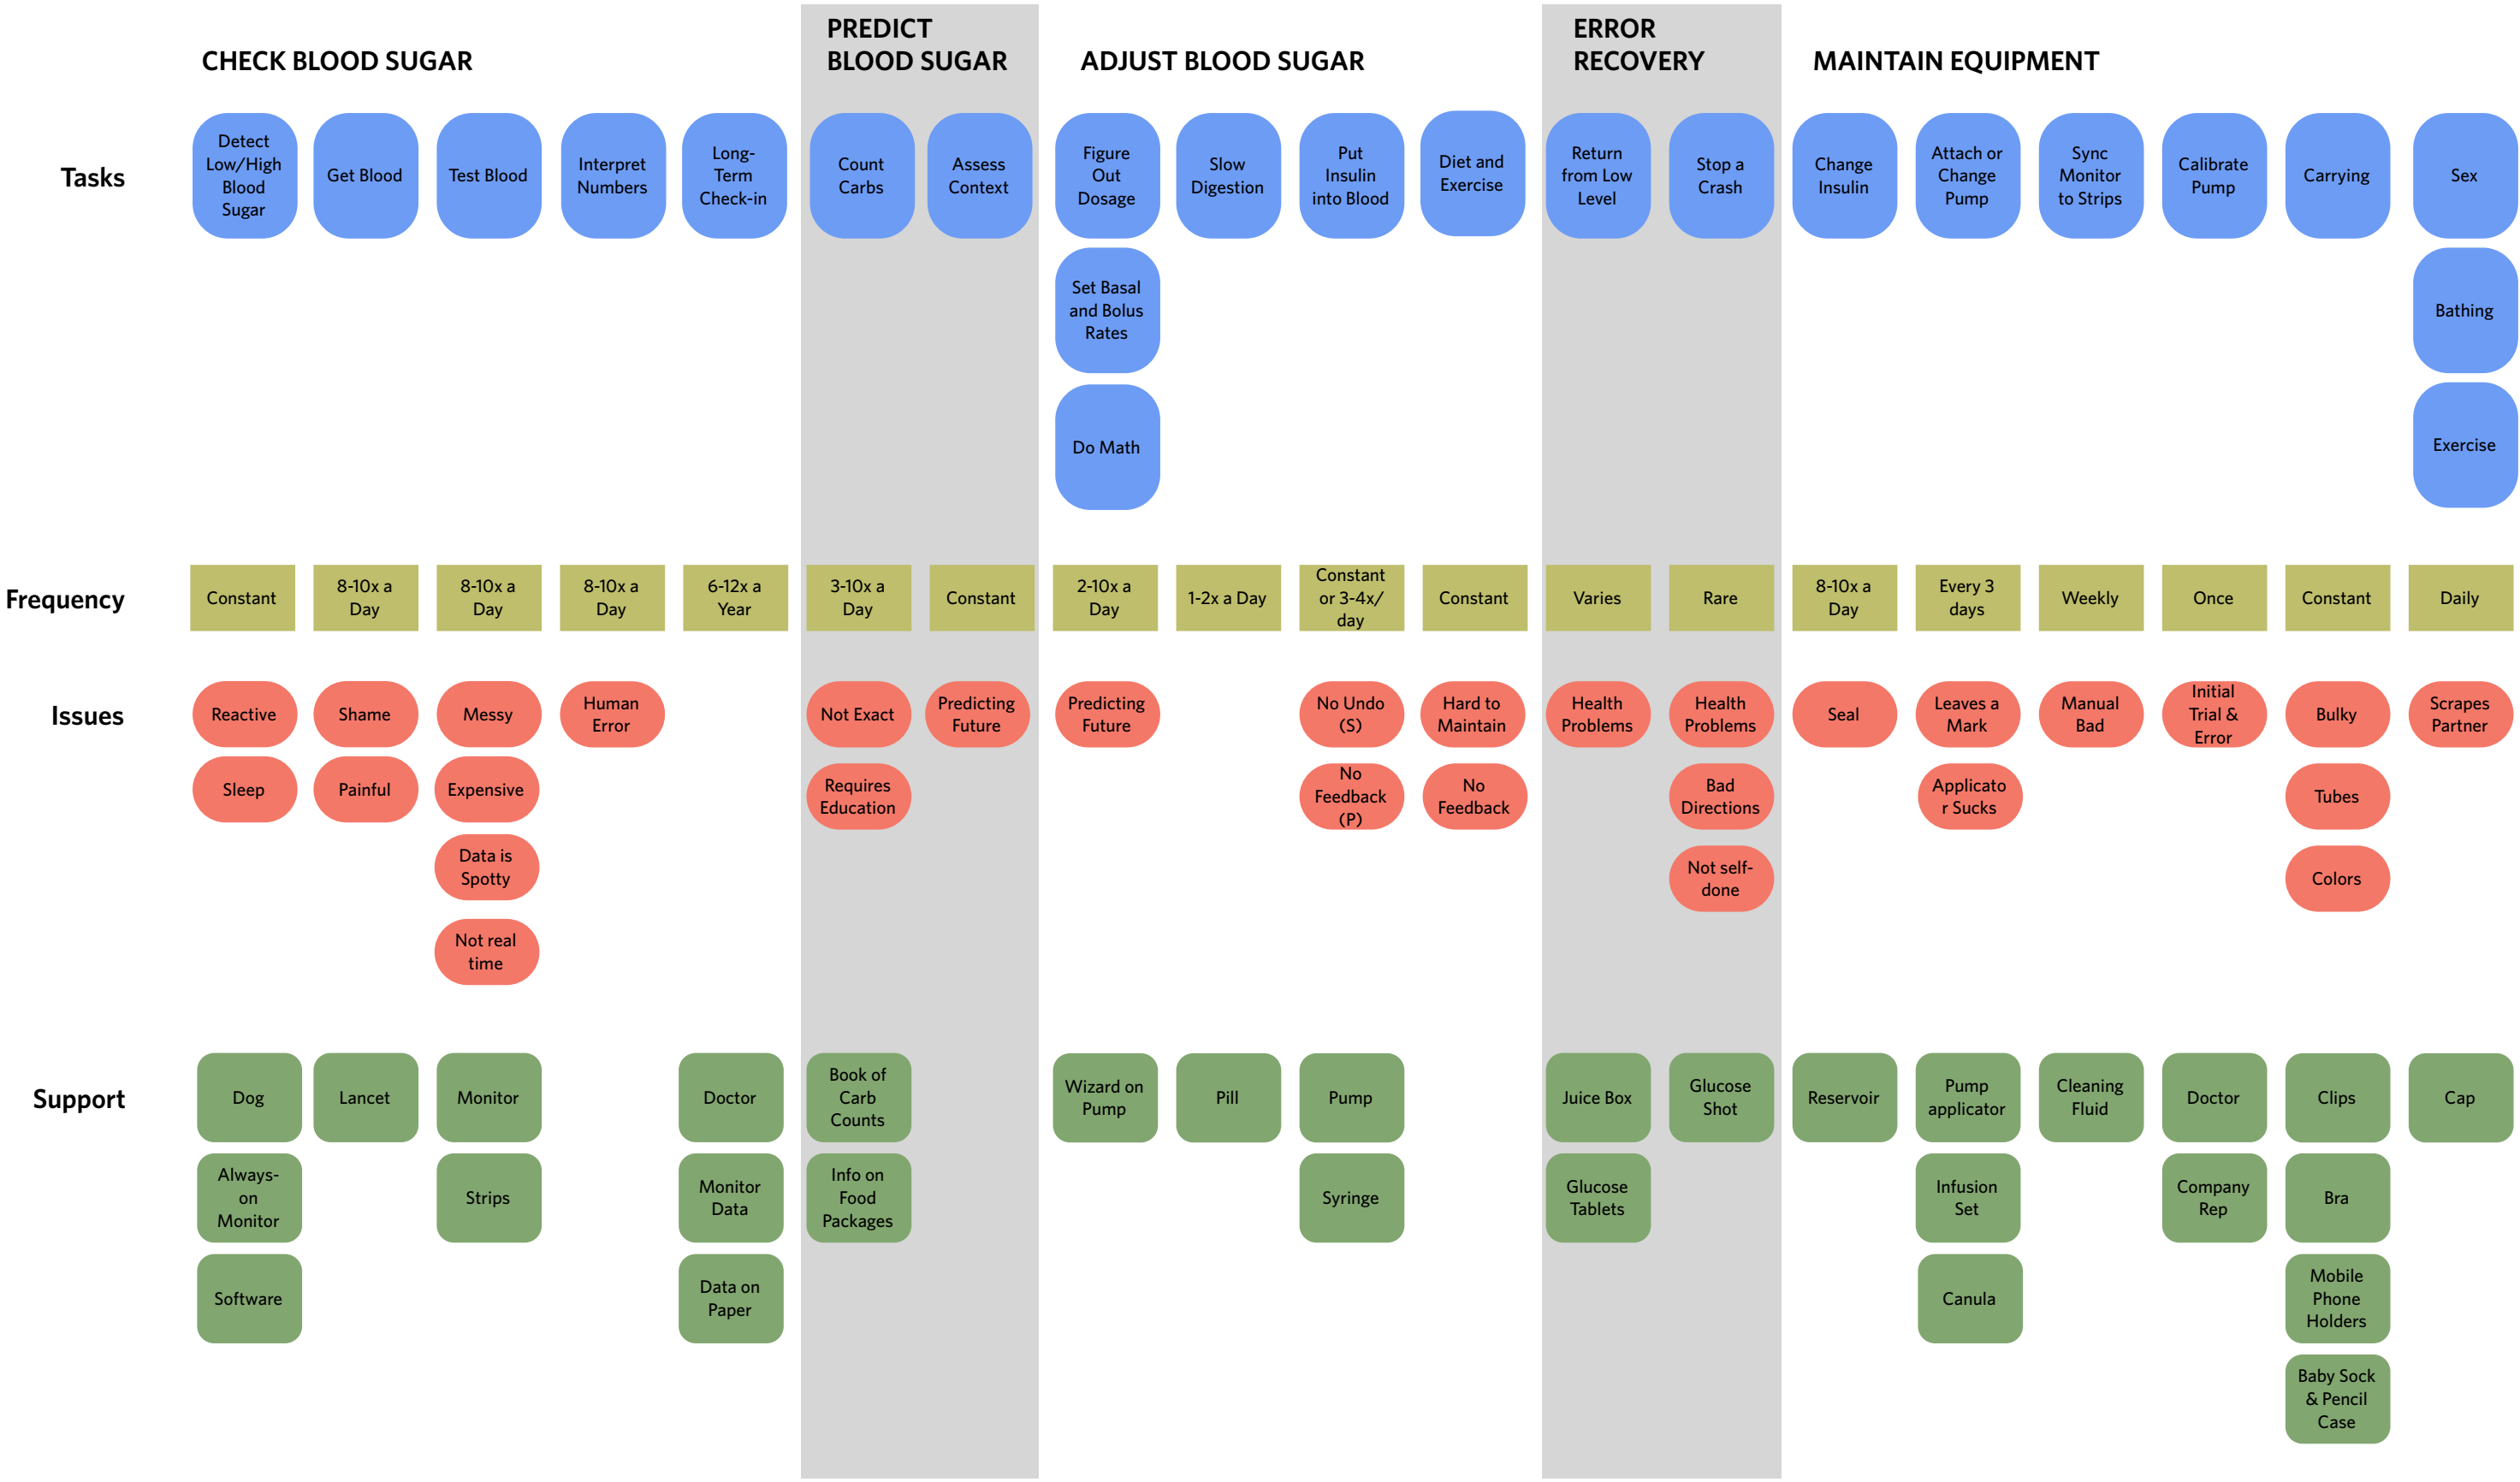 PREDICT
BLOOD SUGAR
ERROR
RECOVERY
CHECK BLOOD SUGAR
ADJUST BLOOD SUGAR
MAINTAIN EQUIPMENT
Tasks
Detect
Low/High
Blood
Sugar
Get Blood
Test Blood
Interpret
Numbers
Long-
Term
Check-in
Count
Carbs
Assess
Context
Figure
Out
Dosage
Slow
Digestion
Put
Insulin
into Blood
Diet and
Exercise
Return
from Low
Level
Stop a
Crash
Change
Insulin
Attach or
Change
Pump
Sync
Monitor
to Strips
Calibrate
Pump
Carrying
Sex
Set Basal
and Bolus
Rates
Bathing
Do Math
Exercise
Frequency
Constant
8-10x a
Day
8-10x a
Day
8-10x a
Day
6-12x a
Year
3-10x a
Day
Constant
2-10x a
Day
1-2x a Day
Constant
or 3-4x/
day
Constant
Varies
Rare
8-10x a
Day
Every 3
days
Weekly
Once
Constant
Daily
Issues
Reactive
Shame
Messy
Human
Error
Not Exact
Predicting
Future
Predicting
Future
No Undo
(S)
Hard to
Maintain
Health
Problems
Health
Problems
Seal
Leaves a
Mark
Manual
Bad
Initial
Trial &
Error
Bulky
Scrapes
Partner
Sleep
Painful
Expensive
Requires
Education
No
Feedback
(P)
No
Feedback
Bad
Directions
Applicato
r Sucks
Tubes
Data is
Spotty
Not self-
done
Colors
Not real
time
Support
Dog
Lancet
Monitor
Doctor
Book of
Carb
Counts
Wizard on
Pump
Pill
Pump
Juice Box
Glucose
Shot
Reservoir
Pump
applicator
Cleaning
Fluid
Doctor
Clips
Cap
Always-
on
Monitor
Strips
Monitor
Data
Info on
Food
Packages
Syringe
Glucose
Tablets
Infusion
Set
Company
Rep
Bra
Software
Data on
Paper
Canula
Mobile
Phone
Holders
Baby Sock
& Pencil
Case